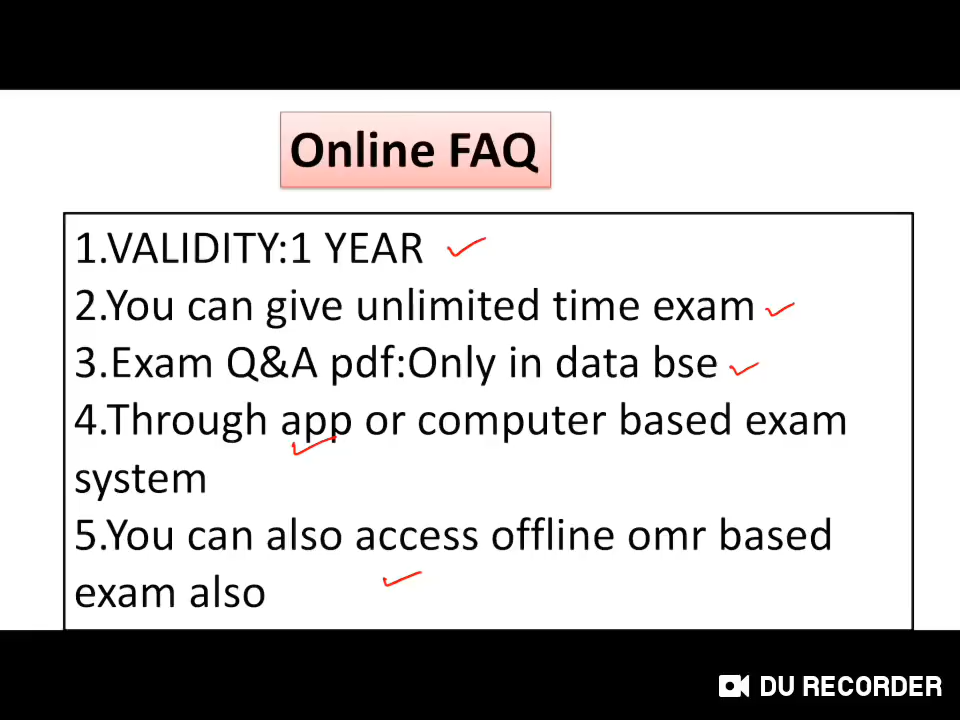 Online FAQ
1.VALIDITY:1 YEAR
2.You can give unlimited time exam
3.Exam Q&A pdf:Only in data bse
4.Through app or computer based exam
system
5.You can also access offline omr based
exam also
DU RECORDER